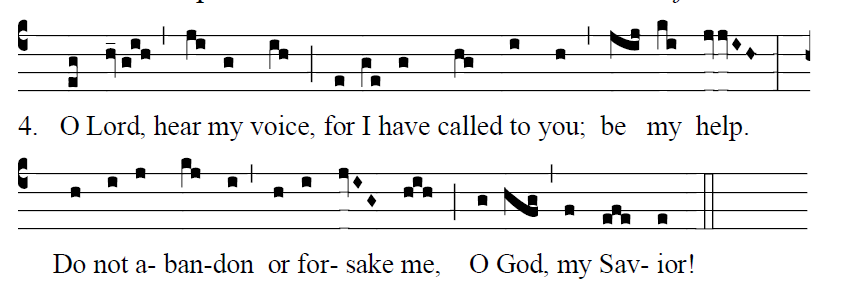 4. O Lord, hear my voice, for I have called to you; be my help.
Do not a- ban-don or for- sake me, O God, my Sav- ior!